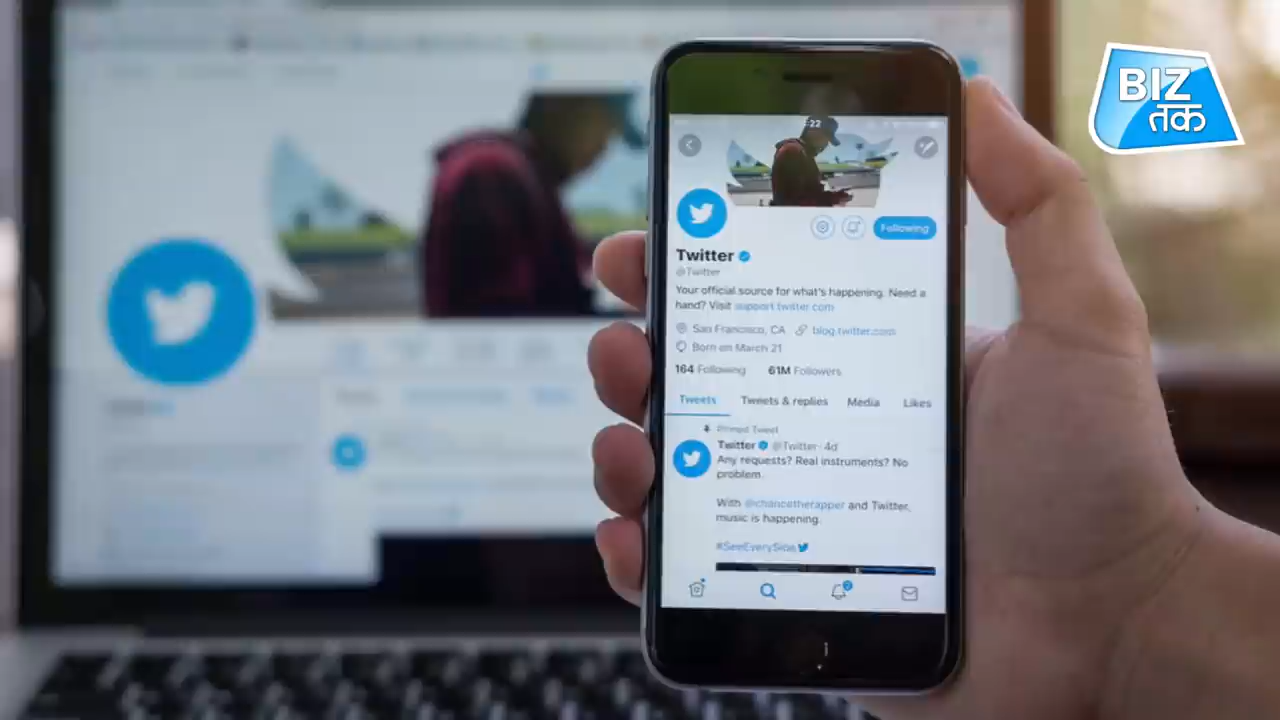 BIZ
तक
:22
Following
Twitter
@Twitter
Your official source for what's happening. Need a
hand? Visit support.twitter.com
San Francisco, CA blog.twitter.com
Born on March 21
164 Following 61M Followers
Tweets Tweets & replies Media Likes
Pinned Tweet
Twitter @Twitter · 4d
Any requests? Real instruments? No
problem.
With @chancetherapper and Twitter,
music is happening.
#SeeEverySide
2